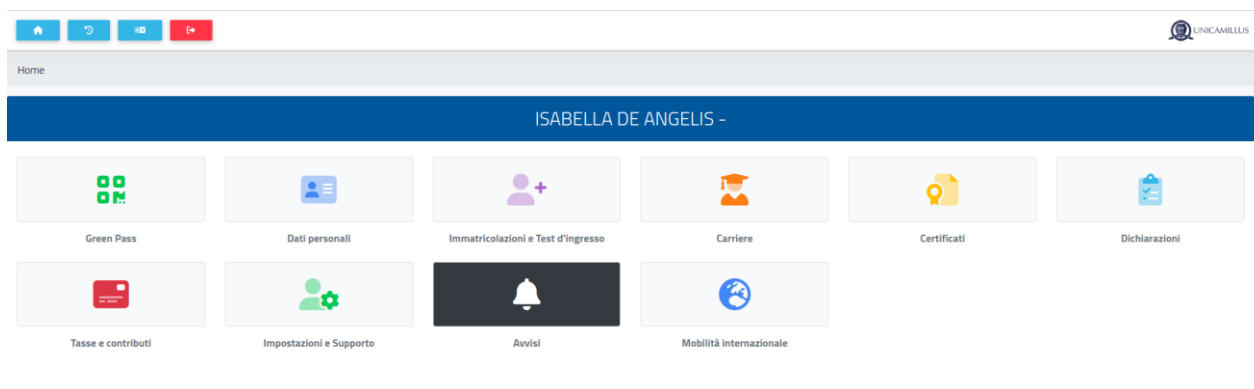 UNICAMILLUS
Home
ISABELLA DE ANGELIS -
Green Pass
Dati personali
Immatricolazioni e Test d'ingresso
Carriere
Certificati
Dichiarazioni
Tasse e contributi
Impostazioni e Supporto
Avvisi
Mobilità internazionale